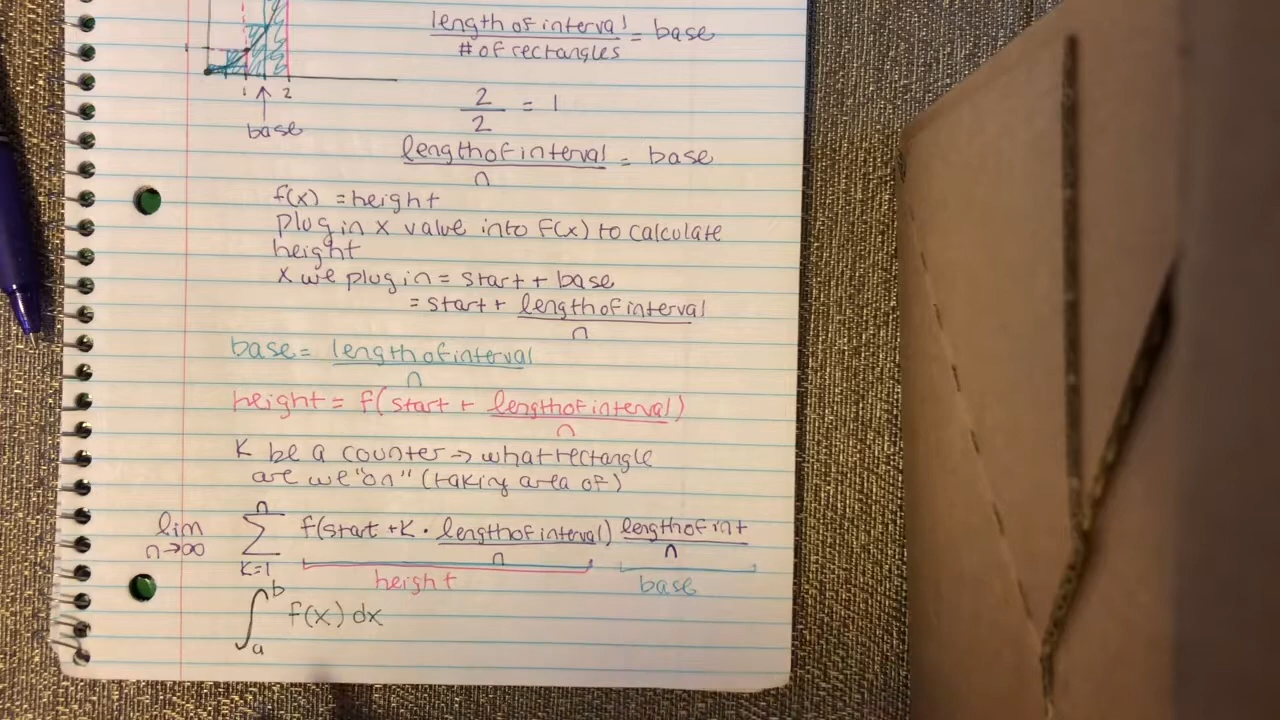 length of interval = base
# of rectangles
1 2
base
2 = 1
2
length of interval = base
n
f(x) = height
plug in x value into f(x) to calculate
height
x we plug in = start + base
= start + length of interval
n
base = length of interval
n
height = f(start + length of interval)
n
K be a counter → what rectangle
are we "on" (taking area of)
lim n→∞ n ∑ K=1 f(start + K · length of interval) length of int
n n
height base
∫ b a f(x) dx